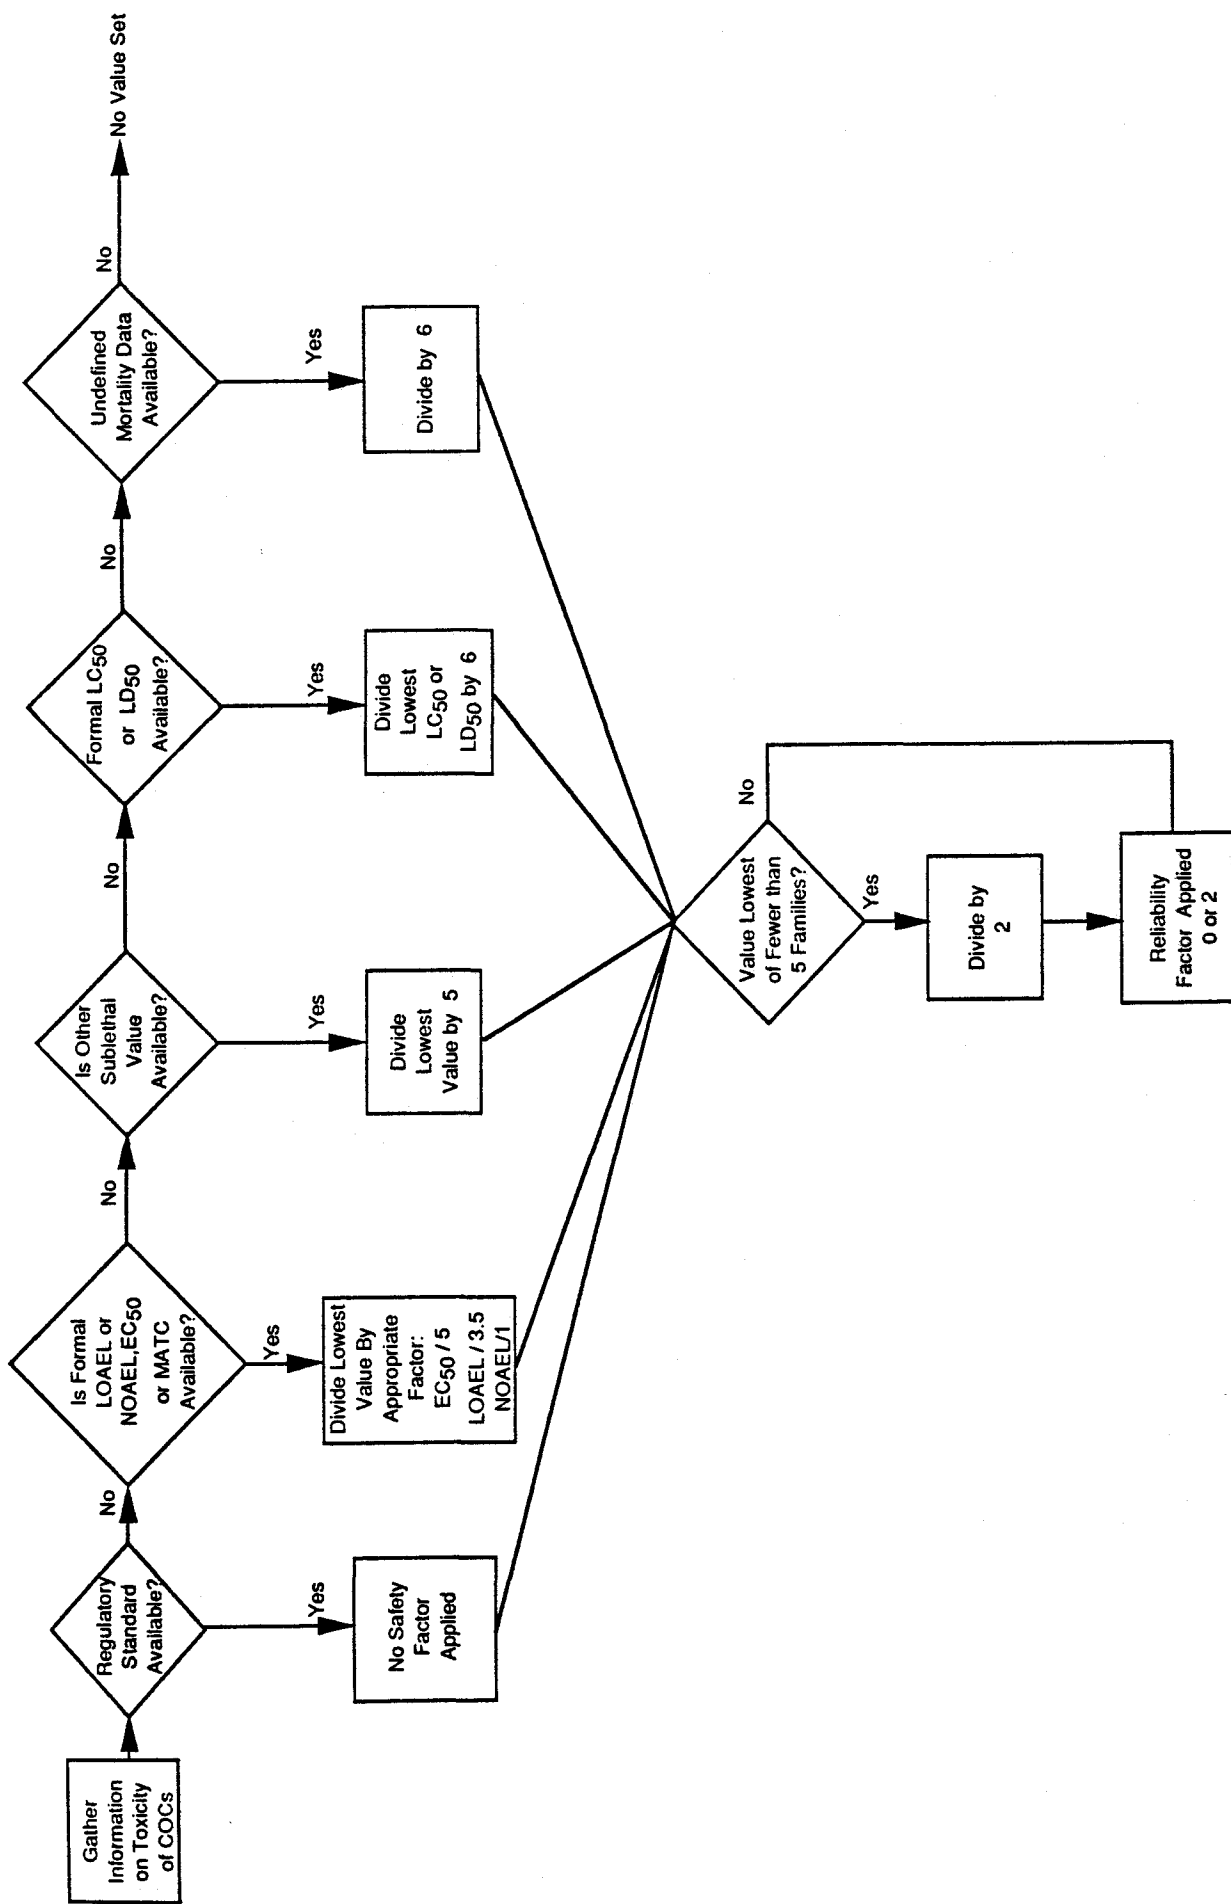 Gather
Information
on Toxicity
of COCs
Regulatory
Standard
Available?
No
Yes
No Safety
Factor
Applied
Is Formal
LOAEL or
NOAEL,EC50
or MATC
Available?
No
Yes
Divide Lowest
Value By
Appropriate
Factor:
EC50 / 5
LOAEL / 3.5
NOAEL/1
Is Other
Sublethal
Value
Available?
No
Yes
Divide
Lowest
Value by 5
Formal LC50
or LD50
Available?
No
Yes
Divide
Lowest
LC50 or
LD50 by 6
Undefined
Mortality Data
Available?
No
No Value Set
Yes
Divide by 6
Value Lowest
of Fewer than
5 Families?
No
Yes
Divide by
2
Reliability
Factor Applied
0 or 2